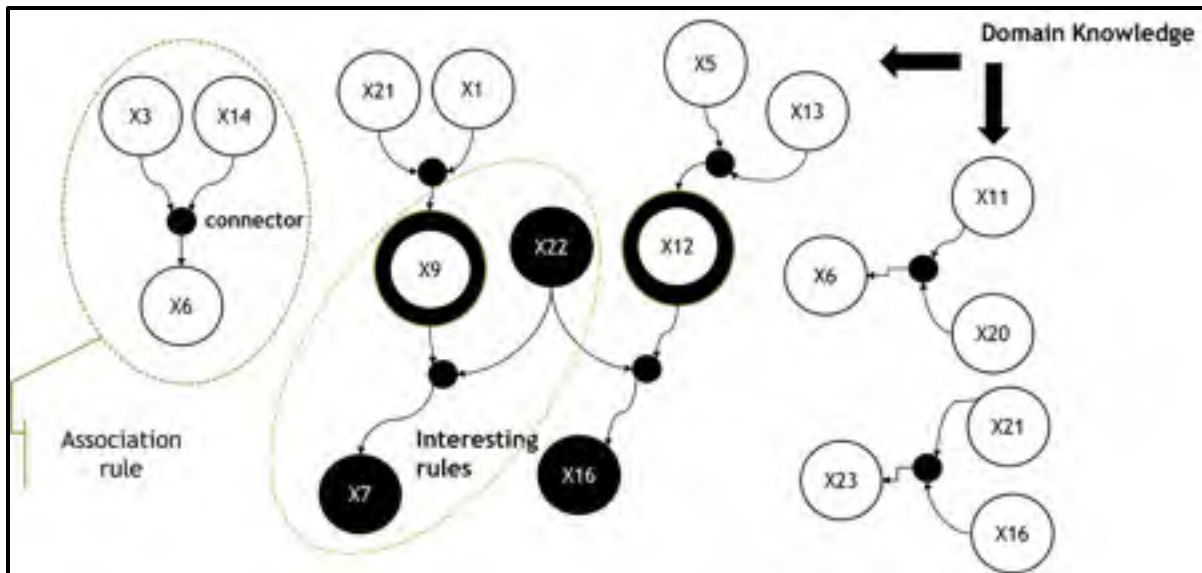 Domain Knowledge
X3
X14
connector
X6
Association
rule
X21
X1
X9
X22
X7
Interesting
rules
X5
X13
X12
X16
X11
X6
X20
X21
X23
X16